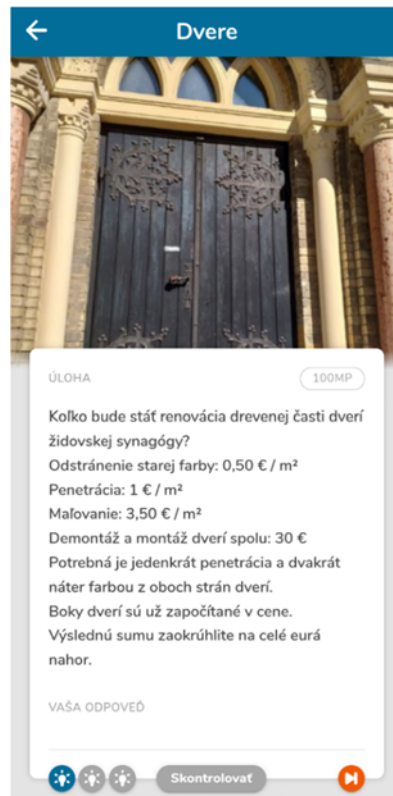 Dvere
ÚLOHA
100MP
Koľko bude stáť renovácia drevenej časti dverí
židovskej synagógy?
Odstránenie starej farby: 0,50 € / m²
Penetrácia: 1 € / m²
Maľovanie: 3,50 € / m²
Demontáž a montáž dverí spolu: 30 €
Potrebná je jedenkrát penetrácia a dvakrát
náter farbou z oboch strán dverí.
Boky dverí sú už započítané v cene.
Výslednú sumu zaokrúhlite na celé eurá
nahor.
VAŠA ODPOVEĎ
Skontrolovať